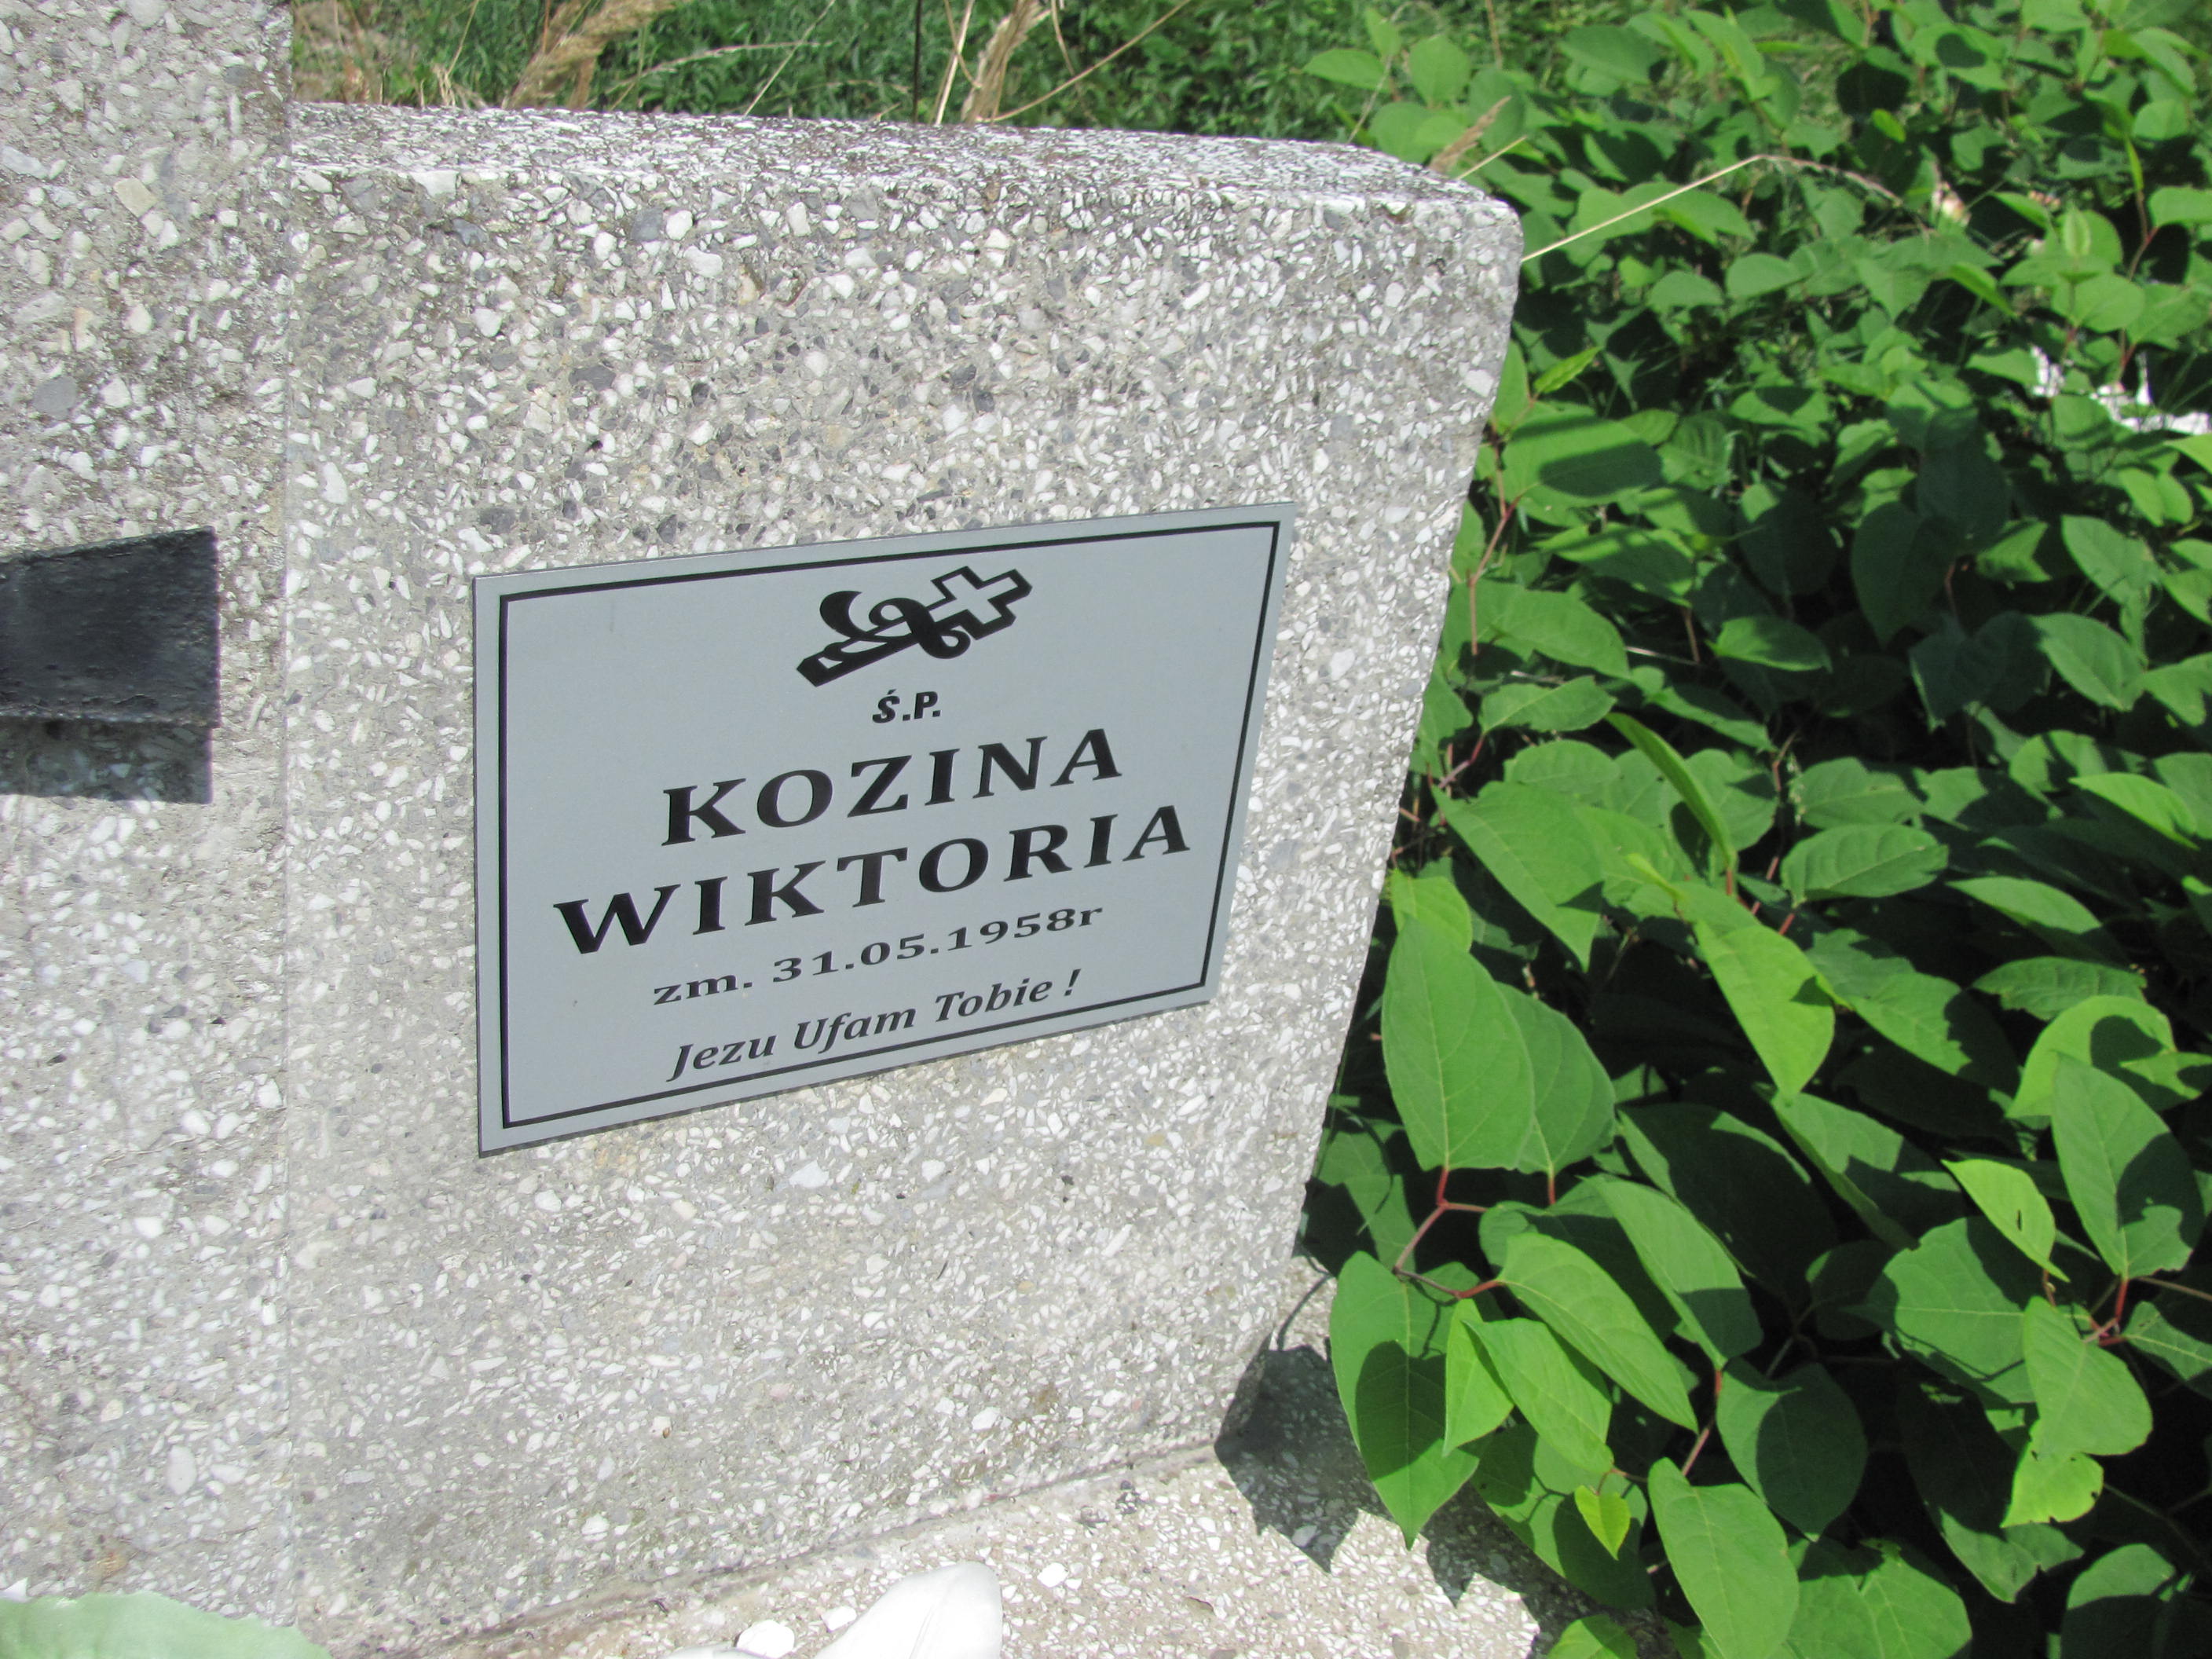 Ś.P.
KOZINA
WIKTORIA
zm. 31.05.1958r
Jezu Ufam Tobie !